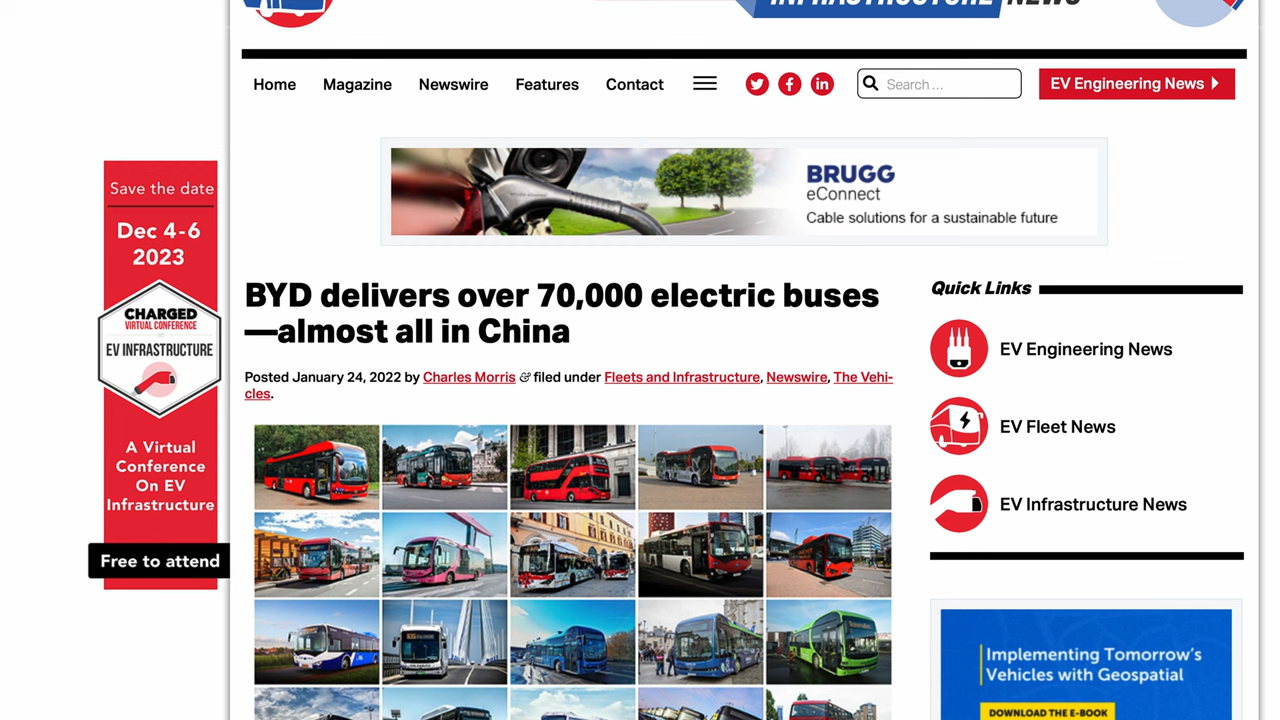 INFRASTRUCTURE NEWS
Home
Magazine
Newswire
Features
Contact
Search ...
EV Engineering News
BRUGG
eConnect
Cable solutions for a sustainable future
Save the date
Dec 4-6
2023
CHARGED
VIRTUAL CONFERENCE
EV INFRASTRUCTURE
A Virtual
Conference
On EV
Infrastructure
Free to attend
BYD delivers over 70,000 electric buses
—almost all in China
Posted January 24, 2022 by Charles Morris & filed under Fleets and Infrastructure, Newswire, The Vehi-
cles.
Quick Links
EV Engineering News
EV Fleet News
EV Infrastructure News
Implementing Tomorrow's
Vehicles with Geospatial
DOWNLOAD THE E-BOOK